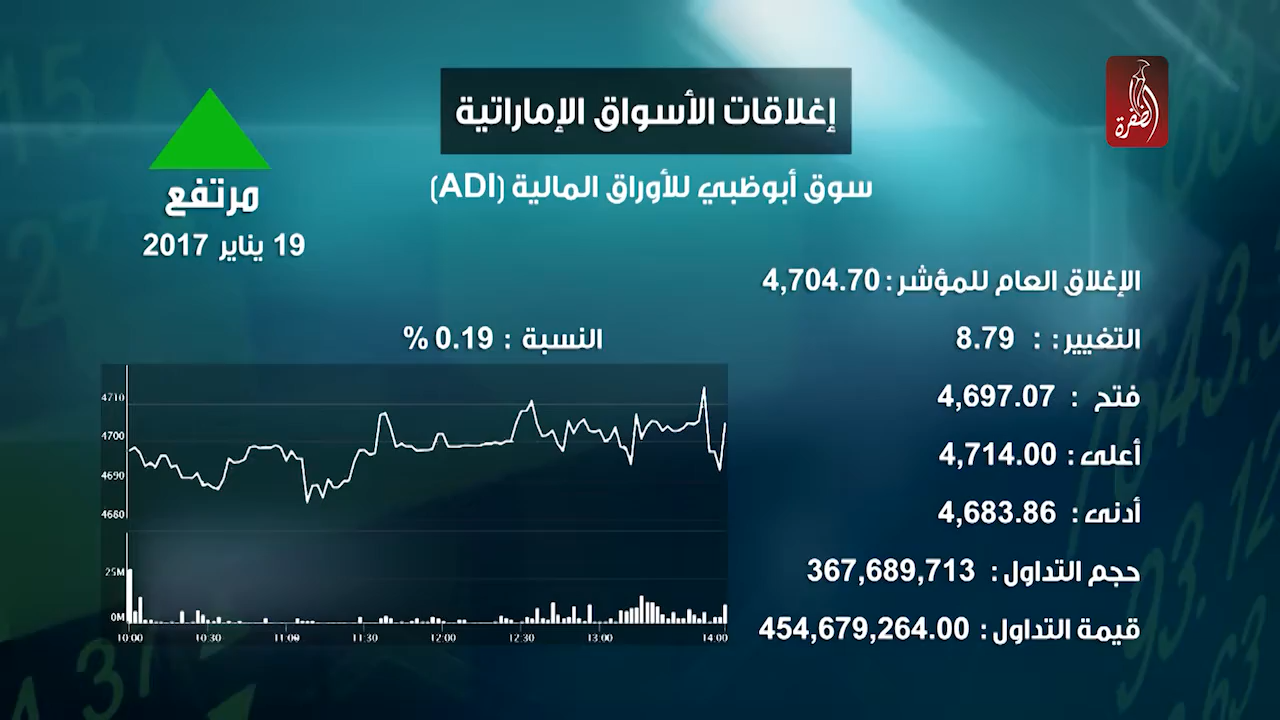 إغلاقات الأسواق الإماراتية
الظفرة
سوق أبوظبي للأوراق المالية (ADI)
مرتفع
19 يناير 2017
الإغلاق العام للمؤشر : 4,704.70
التغيير : : 8.79
النسبة : 0.19 %
فتح : 4,697.07
أعلى : 4,714.00
أدنى : 4,683.86
حجم التداول : 367,689,713
قيمة التداول : 454,679,264.00
4710
4700
4690
4680
25M
0M
10:00 10:30 11:00 11:30 12:00 12:30 13:00 14:00